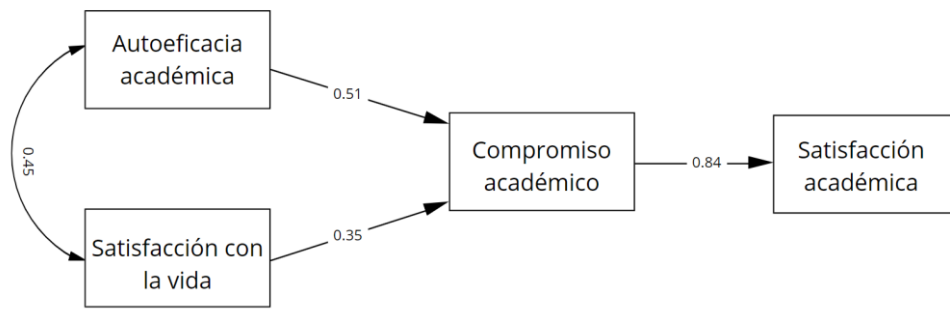 Autoeficacia
académica
0.51
0.45
Compromiso
académico
0.84
Satisfacción
académica
Satisfacción con
la vida
0.35